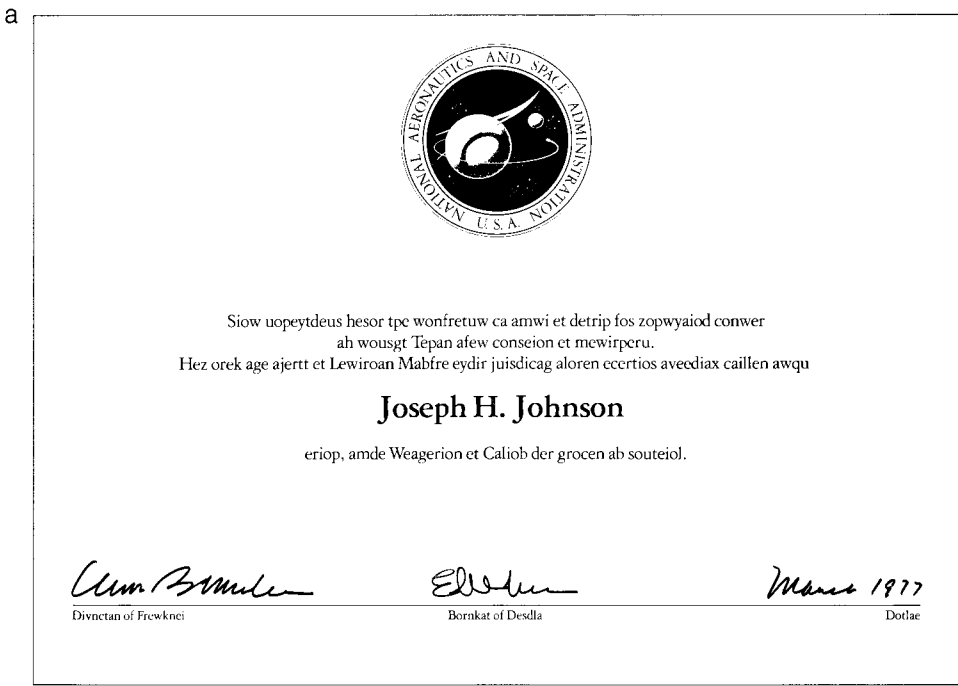 a
NATIONAL AERONAUTICS AND SPACE ADMINISTRATION
U.S.A.
Siow uopeytdeus hesor tpe wonfretuw ca amwi et detrip fos zopwyaiod conwer
ah wousgt Tepan afew conseion et mewirperu.
Hez orek age ajertt et Lewiroan Mabfre eydir juisdicag aloren ecertios aveediax caillen awqu
Joseph H. Johnson
eriop, amde Weagerion et Caliob der grocen ab souteiol.
1977
Divnctan of Frewknei
Bornkat of Desdla
Dotlae